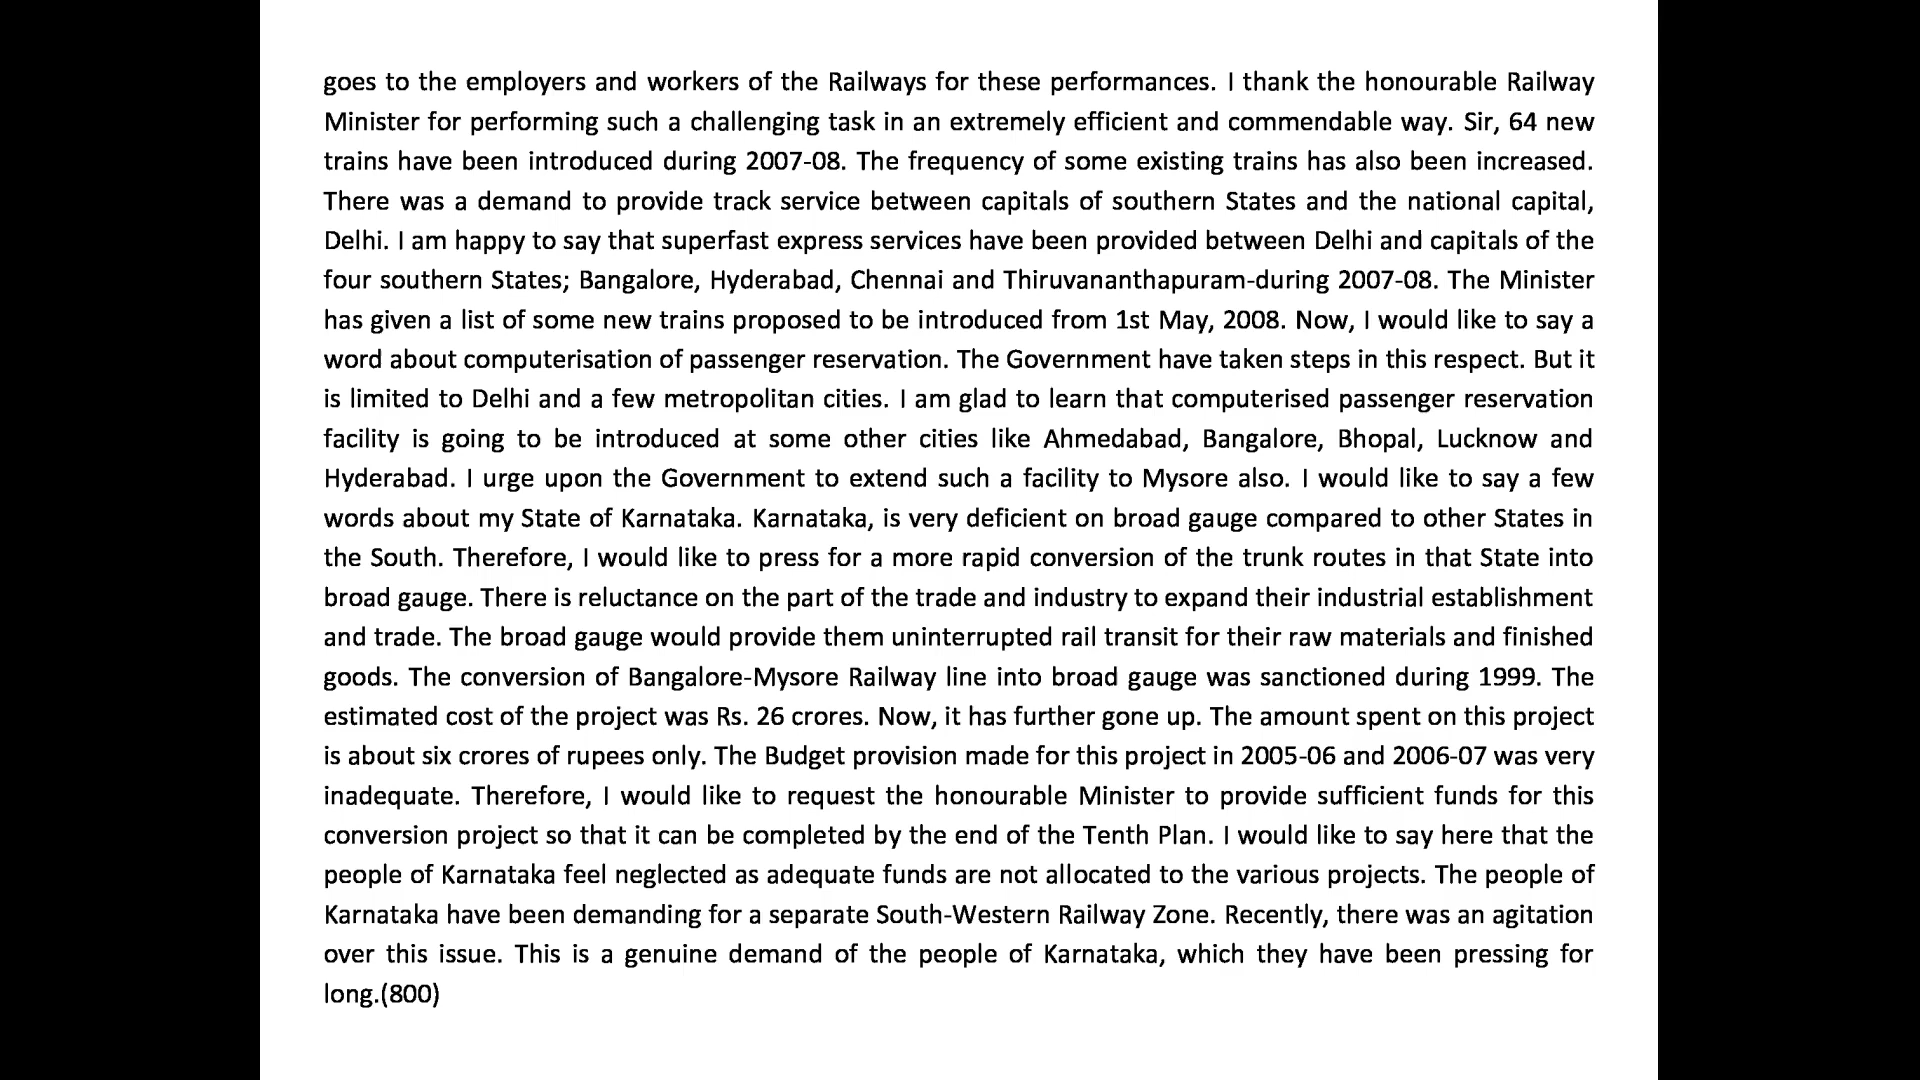 goes to the employers and workers of the Railways for these performances. I thank the honourable Railway
Minister for performing such a challenging task in an extremely efficient and commendable way. Sir, 64 new
trains have been introduced during 2007-08. The frequency of some existing trains has also been increased.
There was a demand to provide track service between capitals of southern States and the national capital,
Delhi. I am happy to say that superfast express services have been provided between Delhi and capitals of the
four southern States; Bangalore, Hyderabad, Chennai and Thiruvananthapuram-during 2007-08. The Minister
has given a list of some new trains proposed to be introduced from 1st May, 2008. Now, I would like to say a
word about computerisation of passenger reservation. The Government have taken steps in this respect. But it
is limited to Delhi and a few metropolitan cities. I am glad to learn that computerised passenger reservation
facility is going to be introduced at some other cities like Ahmedabad, Bangalore, Bhopal, Lucknow and
Hyderabad. I urge upon the Government to extend such a facility to Mysore also. I would like to say a few
words about my State of Karnataka. Karnataka, is very deficient on broad gauge compared to other States in
the South. Therefore, I would like to press for a more rapid conversion of the trunk routes in that State into
broad gauge. There is reluctance on the part of the trade and industry to expand their industrial establishment
and trade. The broad gauge would provide them uninterrupted rail transit for their raw materials and finished
goods. The conversion of Bangalore-Mysore Railway line into broad gauge was sanctioned during 1999. The
estimated cost of the project was Rs. 26 crores. Now, it has further gone up. The amount spent on this project
is about six crores of rupees only. The Budget provision made for this project in 2005-06 and 2006-07 was very
inadequate. Therefore, I would like to request the honourable Minister to provide sufficient funds for this
conversion project so that it can be completed by the end of the Tenth Plan. I would like to say here that the
people of Karnataka feel neglected as adequate funds are not allocated to the various projects. The people of
Karnataka have been demanding for a separate South-Western Railway Zone. Recently, there was an agitation
over this issue. This is a genuine demand of the people of Karnataka, which they have been pressing for
long.(800)